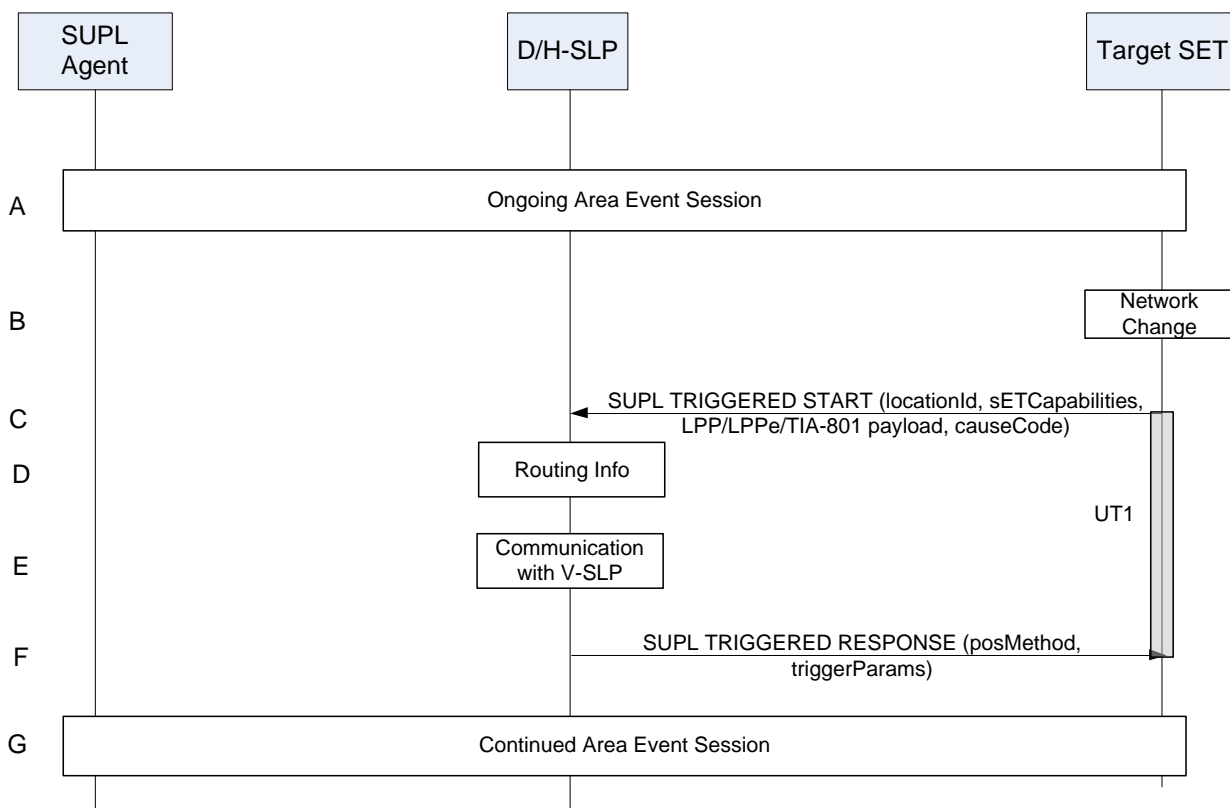 SUPL
Agent
D/H-SLP
Target SET
A
Ongoing Area Event Session
B
Network
Change
C
SUPL TRIGGERED START (locationId, sETCapabilities,
LPP/LPPe/TIA-801 payload, causeCode)
D
Routing Info
UT1
E
Communication
with V-SLP
F
SUPL TRIGGERED RESPONSE (posMethod,
triggerParams)
G
Continued Area Event Session